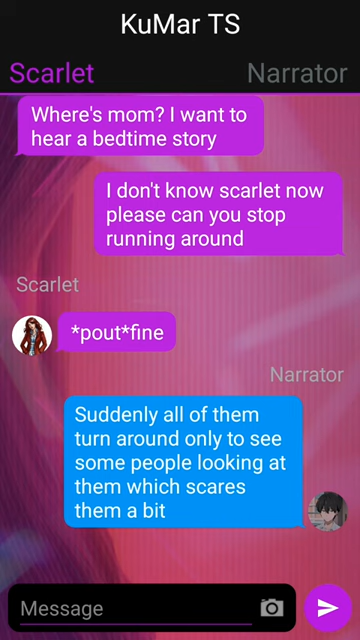 KuMar TS
Scarlet
Narrator
Where's mom? I want to
hear a bedtime story
I don't know scarlet now
please can you stop
running around
Scarlet
*pout*fine
Narrator
Suddenly all of them
turn around only to see
some people looking at
them which scares
them a bit
Message